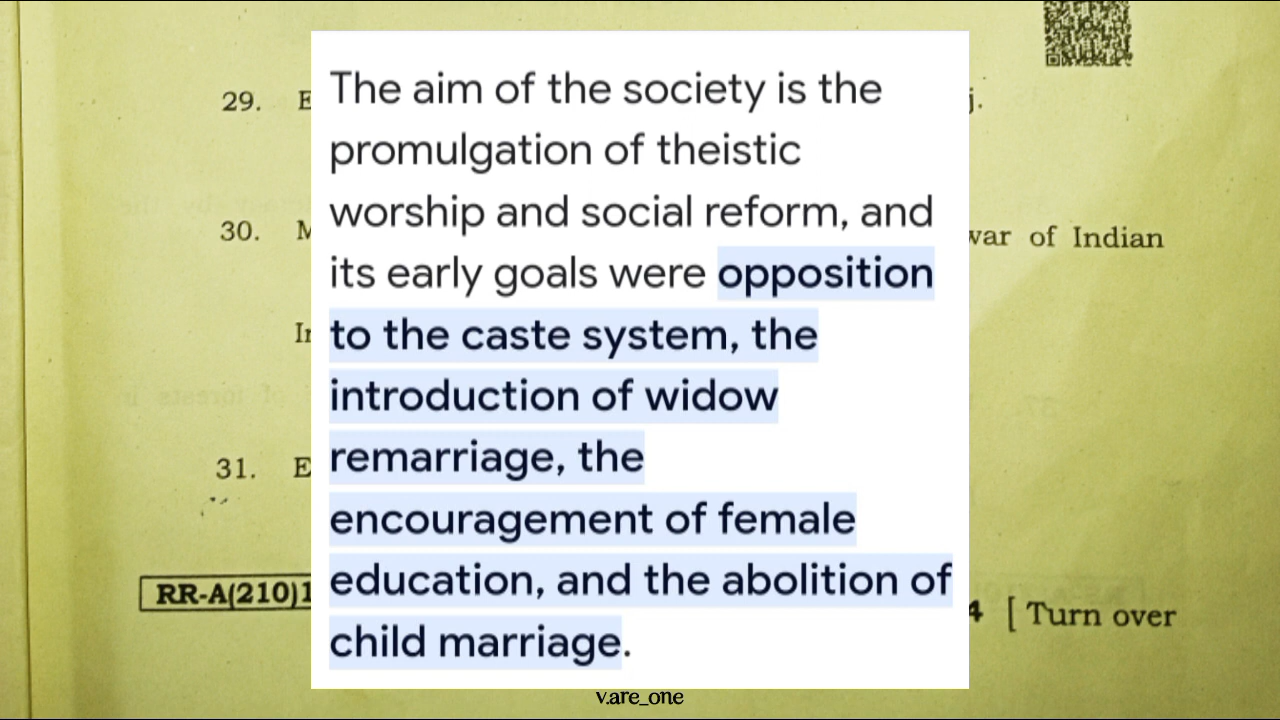 29. E
j.
The aim of the society is the
promulgation of theistic
worship and social reform, and
30. M
war of Indian
its early goals were opposition
In
to the caste system, the
introduction of widow
remarriage, the
31. E
encouragement of female
education, and the abolition of
RR-A(210)1
4 [ Turn over
child marriage.
v.are_one